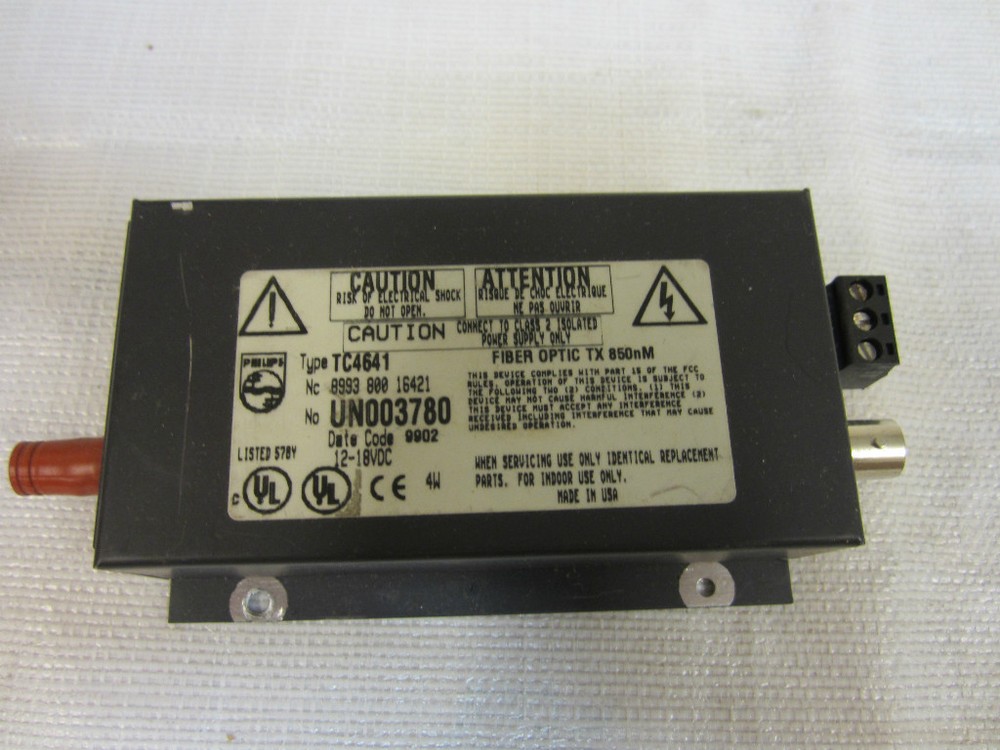 CAUTION
RISK OF ELECTRICAL SHOCK
DO NOT OPEN.
ATTENTION
RISQUE DE CHOC ELECTRIQUE
NE PAS OUVRIR
CAUTION CONNECT TO CLASS 2 ISOLATED
POWER SUPPLY ONLY
PHILIPS
Type TC4641
FIBER OPTIC TX 850nM
Nc 8993 800 16421
No UN003780
Date Code 9902
12-18VDC
THIS DEVICE COMPLIES WITH PART 15 OF THE FCC
RULES. OPERATION OF THIS DEVICE IS SUBJECT TO
THE FOLLOWING TWO (2) CONDITIONS. (1) THIS
DEVICE MAY NOT CAUSE HARMFUL INTERFERENCE (2)
THIS DEVICE MUST ACCEPT ANY INTERFERENCE
RECEIVED INCLUDING INTERFERENCE THAT MAY CAUSE
UNDESIRED OPERATION.
LISTED 578Y
c UL UL CE 4W
WHEN SERVICING USE ONLY IDENTICAL REPLACEMENT
PARTS. FOR INDOOR USE ONLY.
MADE IN USA